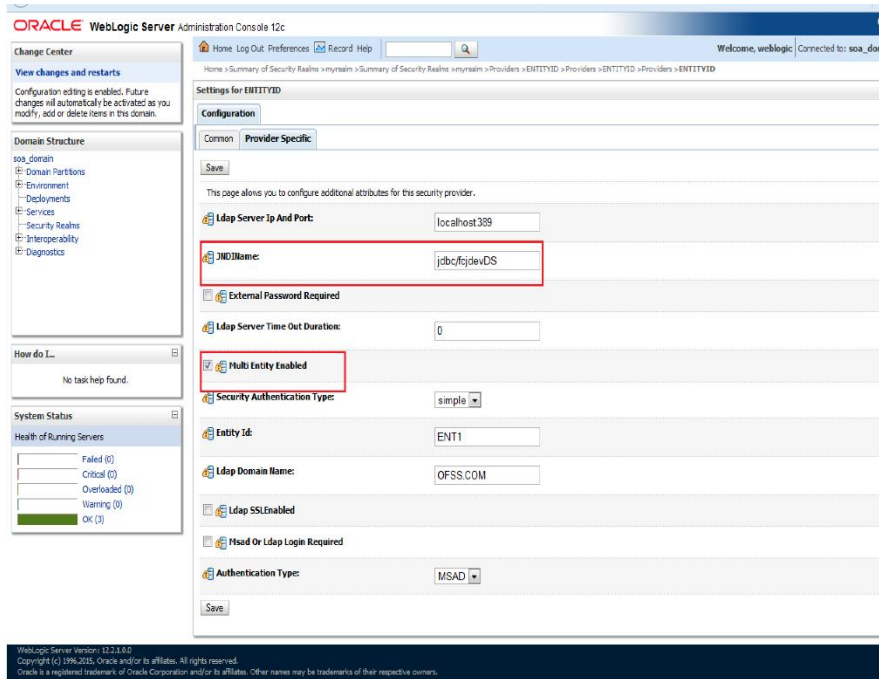 ORACLE WebLogic Server Administration Console 12c
Change Center
View changes and restarts
Configuration editing is enabled. Future
changes will automatically be activated as you
modify, add or delete items in this domain.
Domain Structure
soa_domain
Domain Partitions
Environment
Deployments
Services
Security Realms
Interoperability
Diagnostics
How do I...
No task help found.
System Status
Health of Running Servers
Failed (0)
Critical (0)
Overloaded (0)
Warning (0)
OK (3)
Home Log Out Preferences Record Help
Welcome, weblogic Connected to: soa_do
Home >Summary of Security Realms >myrealm >Summary of Security Realms >myrealm >Providers >ENTITYID >Providers >ENTITYID >Providers >ENTITYID
Settings for ENTITYID
Configuration
Common Provider Specific
Save
This page allows you to configure additional attributes for this security provider.
Ldap Server Ip And Port: localhost:389
JNDIName: jdbc/fcjdevDS
External Password Required
Ldap Server Time Out Duration: 0
Multi Entity Enabled
Security Authentication Type: simple
Entity Id: ENT1
Ldap Domain Name: OFSS.COM
Ldap SSLEnabled
Msad Or Ldap Login Required
Authentication Type: MSAD
Save
WebLogic Server Version: 12.2.1.0.0
Copyright (c) 1996,2015, Oracle and/or its affiliates. All rights reserved.
Oracle is a registered trademark of Oracle Corporation and/or its affiliates. Other names may be trademarks of their respective owners.